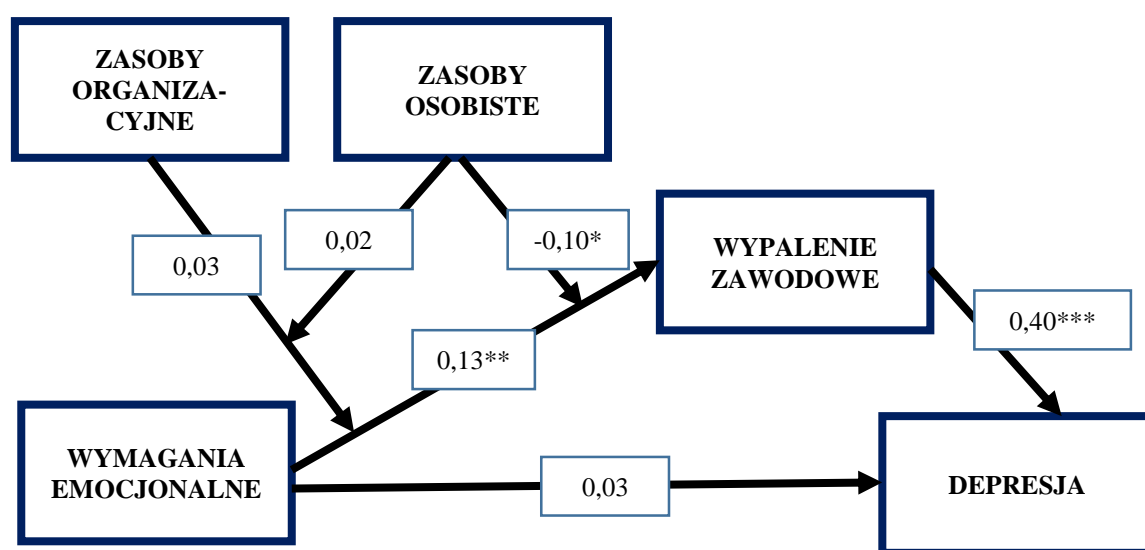 ZASOBY
ORGANIZA-
CYJNE
ZASOBY
OSOBISTE
0,03
0,02
-0,10*
WYPALENIE
ZAWODOWE
0,13**
0,40***
WYMAGANIA
EMOCJONALNE
0,03
DEPRESJA